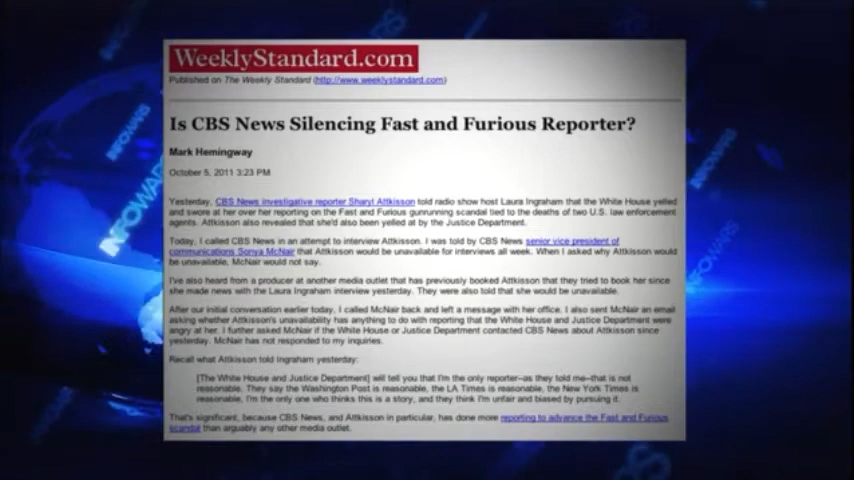 WeeklyStandard.com
Published on The Weekly Standard (http://www.weeklystandard.com)
Is CBS News Silencing Fast and Furious Reporter?
Mark Hemingway
October 5, 2011 3:23 PM
Yesterday, CBS News investigative reporter Sharyl Attkisson told radio show host Laura Ingraham that the White House yelled
and swore at her over her reporting on the Fast and Furious gunrunning scandal tied to the deaths of two U.S. law enforcement
agents. Attkisson also revealed that she'd also been yelled at by the Justice Department.
Today, I called CBS News in an attempt to interview Attkisson. I was told by CBS News senior vice president of
communications Sonya McNair that Attkisson would be unavailable for interviews all week. When I asked why Attkisson would
be unavailable, McNair would not say.
I've also heard from a producer at another media outlet that has previously booked Attkisson that they tried to book her since
she made news with the Laura Ingraham interview yesterday. They were also told that she would be unavailable.
After our initial conversation earlier today, I called McNair back and left a message with her office. I also sent McNair an email
asking whether Attkisson's unavailability has anything to do with reporting that the White House and Justice Department were
angry at her. I further asked McNair if the White House or Justice Department contacted CBS News about Attkisson since
yesterday. McNair has not responded to my inquiries.
Recall what Attkisson told Ingraham yesterday:
[The White House and Justice Department] will tell you that I'm the only reporter--as they told me--that is not
reasonable. They say the Washington Post is reasonable, the LA Times is reasonable, the New York Times is
reasonable, I'm the only one who thinks this is a story, and they think I'm unfair and biased by pursuing it.
That's significant, because CBS News, and Attkisson in particular, has done more reporting to advance the Fast and Furious
scandal than arguably any other media outlet.
INFOWARS
INFOWARS
INFOWARS
INFOWARS